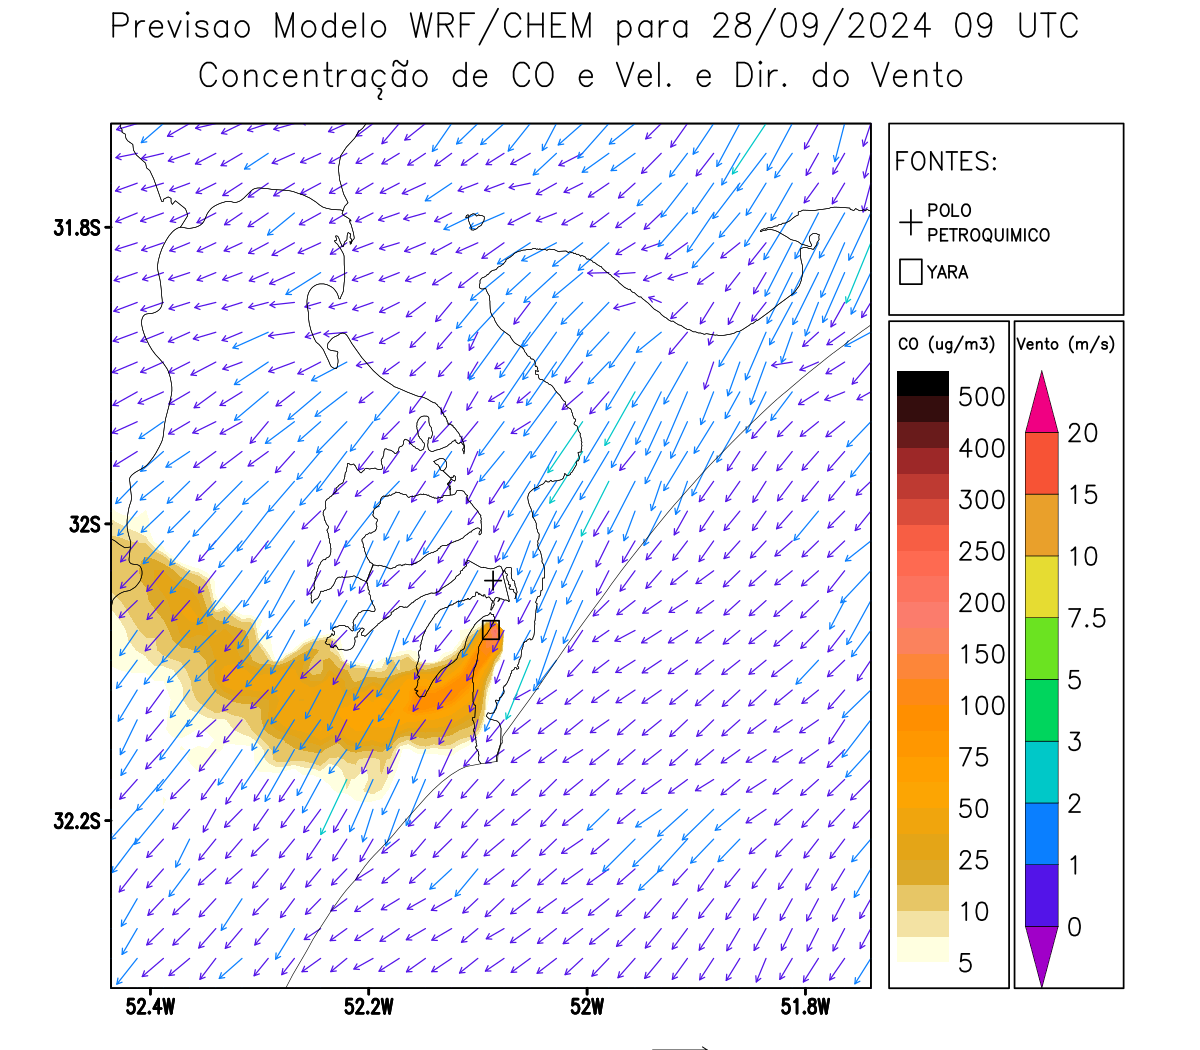 Previsao Modelo WRF/CHEM para 28/09/2024 09 UTC
Concentração de CO e Vel. e Dir. do Vento
FONTES:
POLO
PETROQUIMICO
YARA
CO (ug/m3)
500
400
300
250
200
150
100
75
50
25
10
5
Vento (m/s)
20
15
10
7.5
5
3
2
1
0
31.8S
32S
32.2S
52.4W
52.2W
52W
51.8W